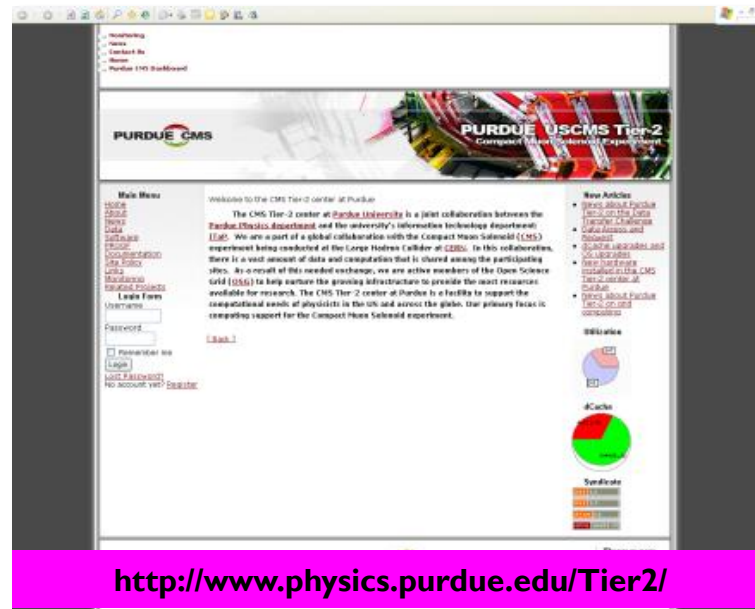 Monitoring
News
Contact Us
Home
Purdue CMS Dashboard
PURDUE CMS
PURDUE USCMS Tier-2
Compact Muon Solenoid Experiment
Main Menu
Home
About
News
Data
Software
PROOF
Documentation
Site Policy
Links
Monitoring
Related Projects
Login Form
Username
Password
Remember me
Login
Lost Password?
No account yet? Register
Welcome to the CMS Tier-2 center at Purdue
The CMS Tier-2 center at Purdue University is a joint collaboration between the
Purdue Physics department and the university's information technology department:
ITaP. We are a part of a global collaboration with the Compact Muon Solenoid (CMS)
experiment being conducted at the Large Hadron Collider at CERN. In this collaboration,
there is a vast amount of data and computation that is shared among the participating
sites. As a result of this needed exchange, we are active members of the Open Science
Grid (OSG) to help nurture the growing infrastructure to provide the most resources
available for research. The CMS Tier-2 center at Purdue is a facility to support the
computational needs of physicists in the US and across the globe. Our primary focus is
computing support for the Compact Muon Solenoid experiment.
[ Back ]
New Articles
News about Purdue
Tier-2 on the Data
Transfer Challenge
Data Access and
Request
dCache upgrades and
OS upgrades
New hardware
installed in the CMS
Tier-2 center at
Purdue
News about Purdue
Tier-2 on grid
computing
Utilization
dCache
Syndicate
http://www.physics.purdue.edu/Tier2/